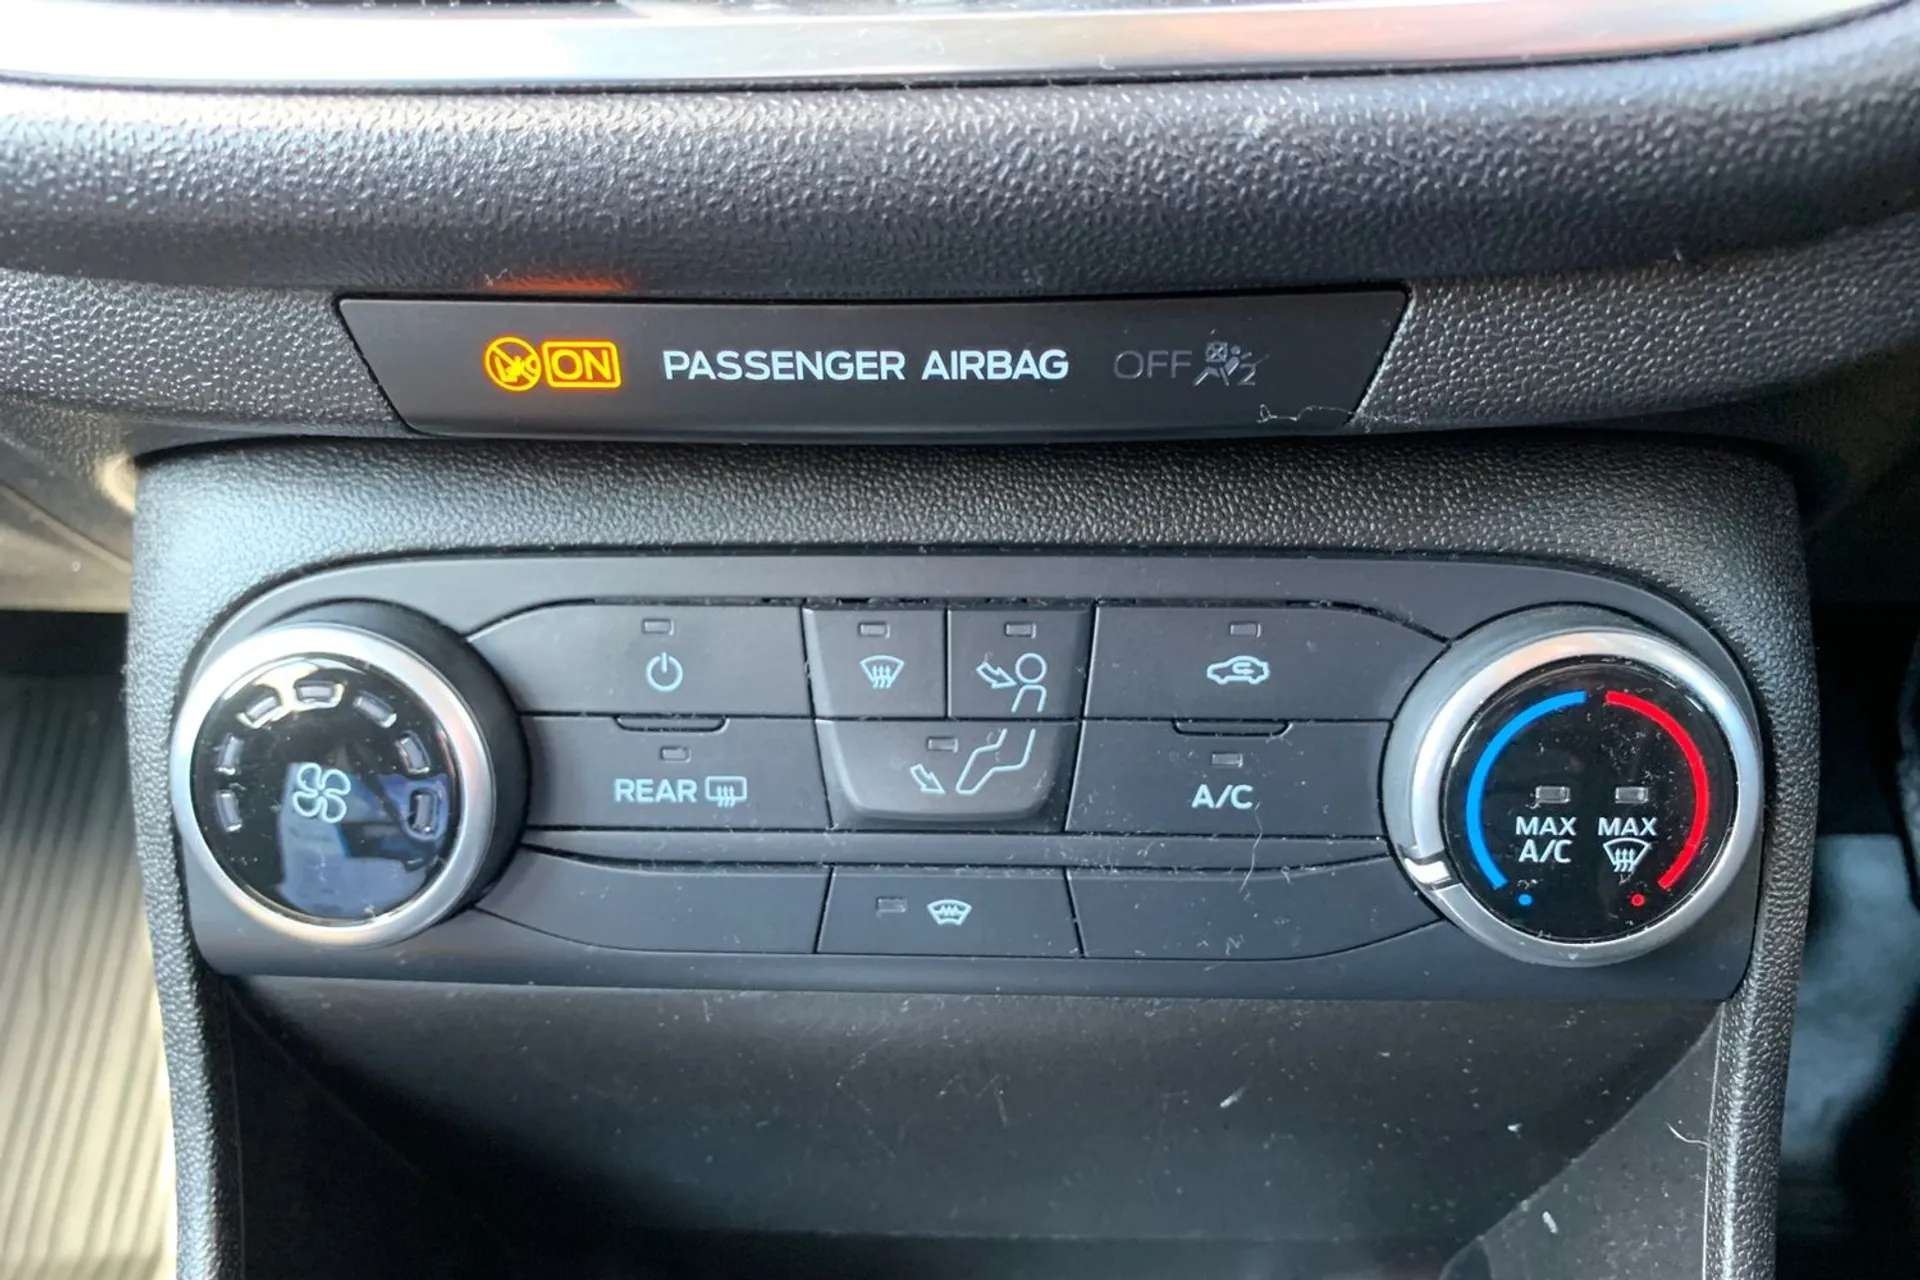 ON PASSENGER AIRBAG OFF
REAR
A/C
MAX MAX
A/C